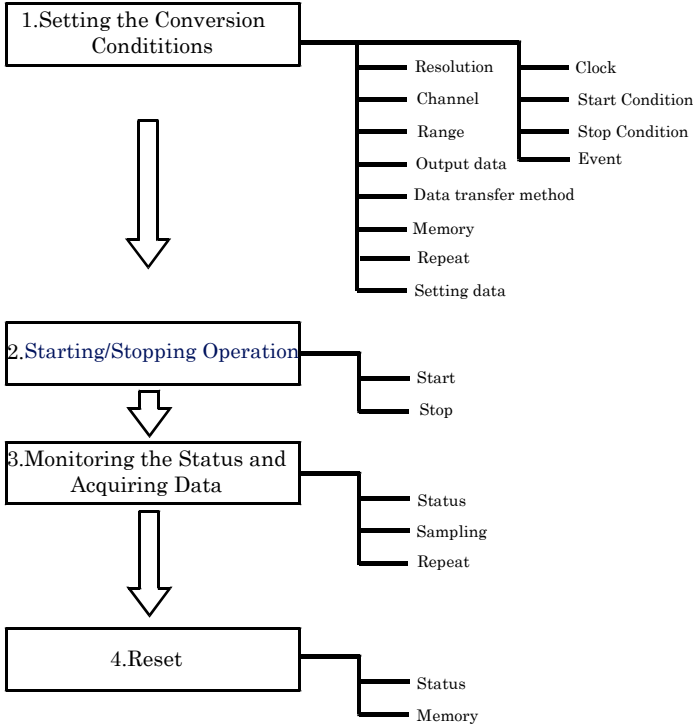 1.Setting the Conversion
Condititions
Resolution
Channel
Range
Output data
Data transfer method
Memory
Repeat
Setting data
Clock
Start Condition
Stop Condition
Event
2.Starting/Stopping Operation
Start
Stop
3.Monitoring the Status and
Acquiring Data
Status
Sampling
Repeat
4.Reset
Status
Memory